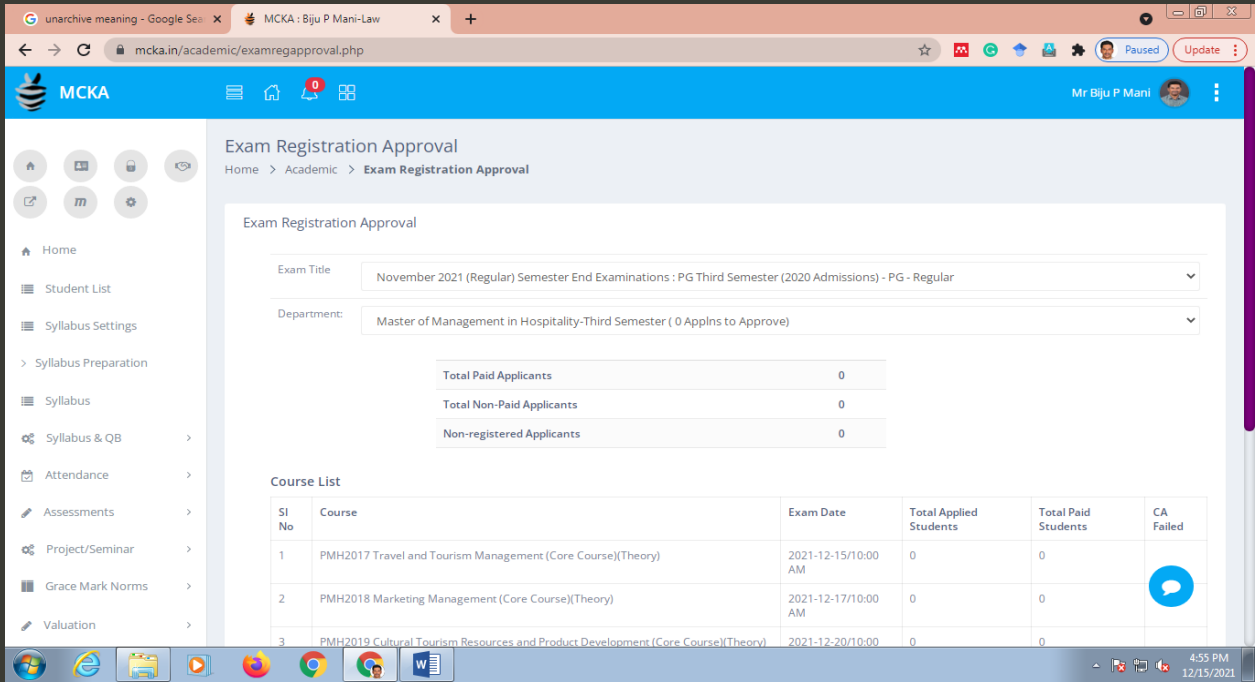 unarchive meaning - Google Sea
MCKA : Biju P Mani-Law
mcka.in/academic/examregapproval.php
Paused
Update
MCKA
0
Mr Biju P Mani
Exam Registration Approval
Home > Academic > Exam Registration Approval
m
Exam Registration Approval
Home
Student List
Syllabus Settings
> Syllabus Preparation
Syllabus
Syllabus & QB >
Attendance >
Assessments >
Project/Seminar >
Grace Mark Norms >
Valuation >
Exam Title
November 2021 (Regular) Semester End Examinations : PG Third Semester (2020 Admissions) - PG - Regular
Department:
Master of Management in Hospitality-Third Semester ( 0 Applns to Approve)
Total Paid Applicants 0
Total Non-Paid Applicants 0
Non-registered Applicants 0
Course List
Sl Course Exam Date Total Applied Total Paid CA
No Students Students Failed
1 PMH2017 Travel and Tourism Management (Core Course)(Theory) 2021-12-15/10:00 0 0
AM
2 PMH2018 Marketing Management (Core Course)(Theory) 2021-12-17/10:00 0 0
AM
3 PMH2019 Cultural Tourism Resources and Product Development (Core Course)(Theory) 2021-12-20/10:00 0 0
4:55 PM
12/15/2021